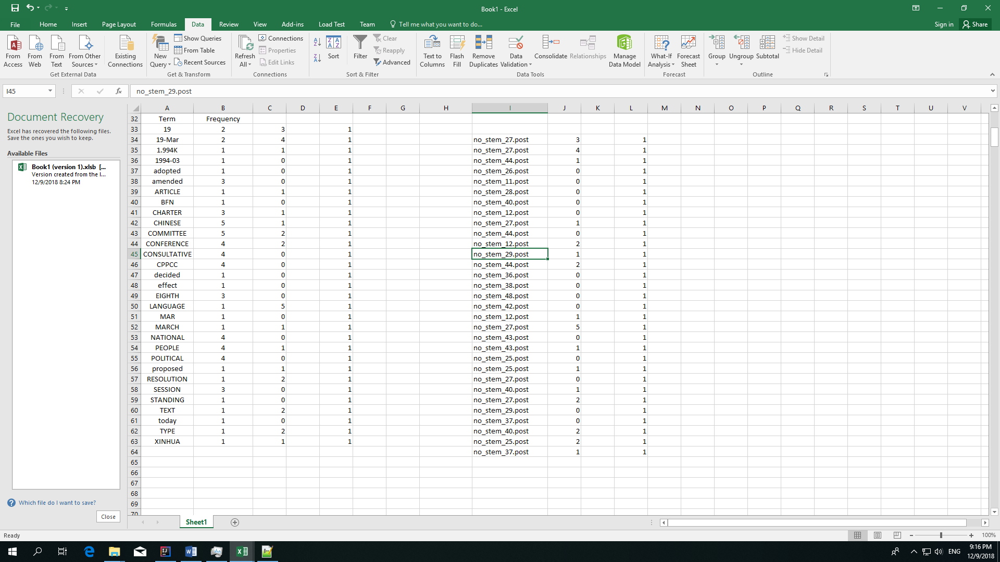 Book1 - Excel
File Home Insert Page Layout Formulas Data Review View Add-ins Load Test Team Tell me what you want to do... Sign in Share
From Access
From Web
From Text
From Other Sources
Existing Connections
Get External Data
New Query
Show Queries
From Table
Recent Sources
Get & Transform
Refresh All
Connections
Properties
Edit Links
Connections
Sort
Filter
Clear
Reapply
Advanced
Sort & Filter
Text to Columns
Flash Fill
Remove Duplicates
Data Validation
Consolidate
Relationships
Manage Data Model
Data Tools
What-If Analysis
Forecast Sheet
Forecast
Group
Ungroup
Subtotal
Show Detail
Hide Detail
Outline
I45 fx no_stem_29.post
Document Recovery
Excel has recovered the following files.
Save the ones you wish to keep.
Available Files
Book1 (version 1).xlsb [...
Version created from the l...
12/9/2018 8:24 PM
Which file do I want to save?
Close
A B C D E F G H I J K L M N O P Q R S T U V
32 Term Frequency
33 19 2 3 1
34 19-Mar 2 4 1 no_stem_27.post 3 1
35 1.994K 1 1 1 no_stem_27.post 4 1
36 1994-03 1 0 1 no_stem_44.post 1 1
37 adopted 1 0 1 no_stem_26.post 0 1
38 amended 3 0 1 no_stem_11.post 0 1
39 ARTICLE 1 1 1 no_stem_28.post 0 1
40 BFN 1 0 1 no_stem_40.post 0 1
41 CHARTER 3 1 1 no_stem_12.post 0 1
42 CHINESE 5 1 1 no_stem_27.post 1 1
43 COMMITTEE 5 2 1 no_stem_44.post 0 1
44 CONFERENCE 4 2 1 no_stem_12.post 2 1
45 CONSULTATIVE 4 0 1 no_stem_29.post 1 1
46 CPPCC 4 0 1 no_stem_44.post 2 1
47 decided 1 0 1 no_stem_36.post 0 1
48 effect 1 0 1 no_stem_38.post 0 1
49 EIGHTH 3 0 1 no_stem_48.post 0 1
50 LANGUAGE 1 5 1 no_stem_42.post 0 1
51 MAR 1 0 1 no_stem_12.post 1 1
52 MARCH 1 1 1 no_stem_27.post 5 1
53 NATIONAL 4 0 1 no_stem_43.post 0 1
54 PEOPLE 4 1 1 no_stem_43.post 1 1
55 POLITICAL 4 0 1 no_stem_25.post 0 1
56 proposed 1 1 1 no_stem_25.post 1 1
57 RESOLUTION 1 2 1 no_stem_27.post 0 1
58 SESSION 3 0 1 no_stem_40.post 1 1
59 STANDING 1 0 1 no_stem_27.post 2 1
60 TEXT 1 2 1 no_stem_29.post 0 1
61 today 1 0 1 no_stem_37.post 0 1
62 TYPE 1 2 1 no_stem_40.post 2 1
63 XINHUA 1 1 1 no_stem_25.post 2 1
64 no_stem_37.post 1 1
65
66
67
68
69
70
Sheet1
Ready
100%
ENG
9:16 PM
12/9/2018